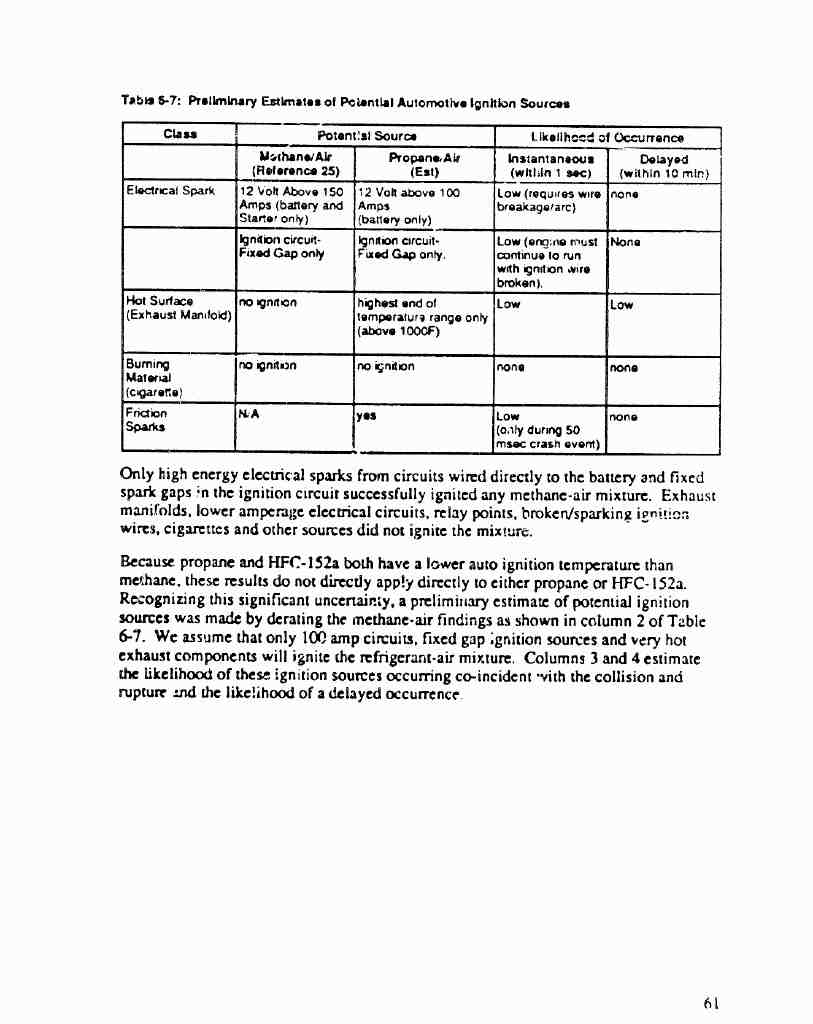 Table 6-7: Preliminary Estimates of Potential Automotive Ignition Sources
Class Potential Source Likelihood of Occurrence
Methane/Air (Reference 25) Propane/Air (Est) Instantaneous (within 1 sec) Delayed (within 10 min)
Electrical Spark 12 Volt Above 150 Amps (battery and Starter only) 12 Volt above 100 Amps (battery only) Low (requires wire breakage/arc) none
Ignition circuit- Fixed Gap only Ignition circuit- Fixed Gap only. Low (engine must continue to run with ignition wire broken). None
Hot Surface (Exhaust Manifold) no ignition highest end of temperature range only (above 1000F) Low Low
Burning Material (cigarette) no ignition no ignition none none
Friction Sparks N/A yes Low (only during 50 msec crash event) none
Only high energy electrical sparks from circuits wired directly to the battery and fixed
spark gaps in the ignition circuit successfully ignited any methane-air mixture. Exhaust
manifolds, lower amperage electrical circuits, relay points, broken/sparking ignition
wires, cigarettes and other sources did not ignite the mixture.
Because propane and HFC-152a both have a lower auto ignition temperature than
methane, these results do not directly apply directly to either propane or HFC-152a.
Recognizing this significant uncertainty, a preliminary estimate of potential ignition
sources was made by derating the methane-air findings as shown in column 2 of Table
6-7. We assume that only 100 amp circuits, fixed gap ignition sources and very hot
exhaust components will ignite the refrigerant-air mixture. Columns 3 and 4 estimate
the likelihood of these ignition sources occurring co-incident with the collision and
rupture and the likelihood of a delayed occurrence.
61